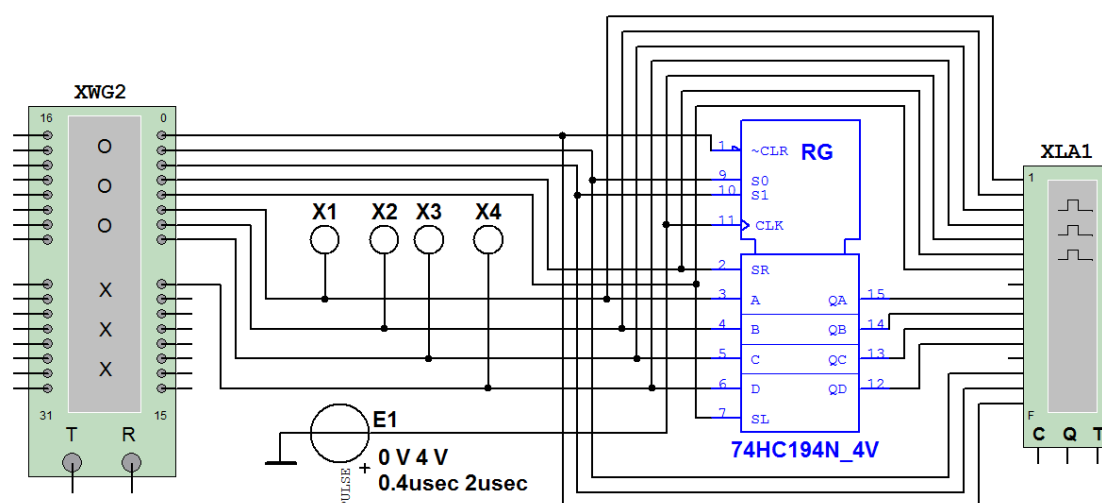 XWG2
16 0
O
O
O
X
X
X
31 15
T R
X1 X2 X3 X4
E1
0 V 4 V
0.4usec 2usec
+
PULSE
RG
1 ~CLR
9 S0
10 S1
11 CLK
2 SR
3 A QA 15
4 B QB 14
5 C QC 13
6 D QD 12
7 SL
74HC194N_4V
XLA1
1
F
C Q T